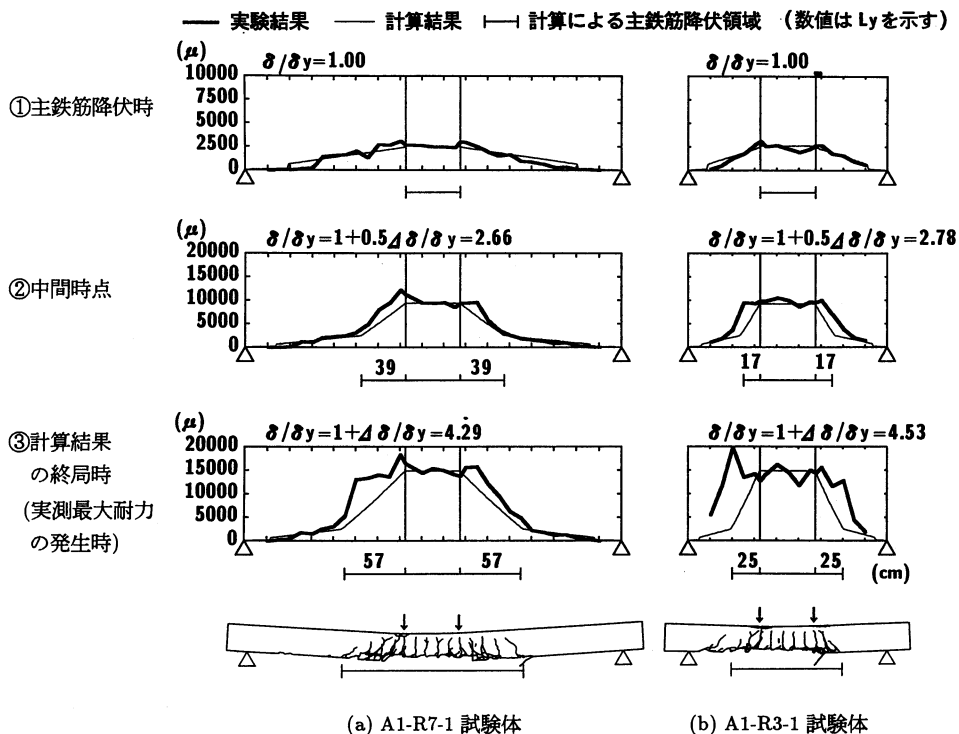 実験結果 計算結果 計算による主鉄筋降伏領域 (数値は Ly を示す)
(μ)
δ/δy=1.00
δ/δy=1.00
10000
7500
5000
2500
0
①主鉄筋降伏時
(μ)
δ/δy=1+0.5Δδ/δy=2.66
δ/δy=1+0.5Δδ/δy=2.78
20000
15000
10000
5000
0
②中間時点
39 39
17 17
(μ)
δ/δy=1+Δδ/δy=4.29
δ/δy=1+Δδ/δy=4.53
20000
15000
10000
5000
0
③計算結果
の終局時
(実測最大耐力
の発生時)
57 57
25 25
(cm)
(a) A1-R7-1 試験体
(b) A1-R3-1 試験体